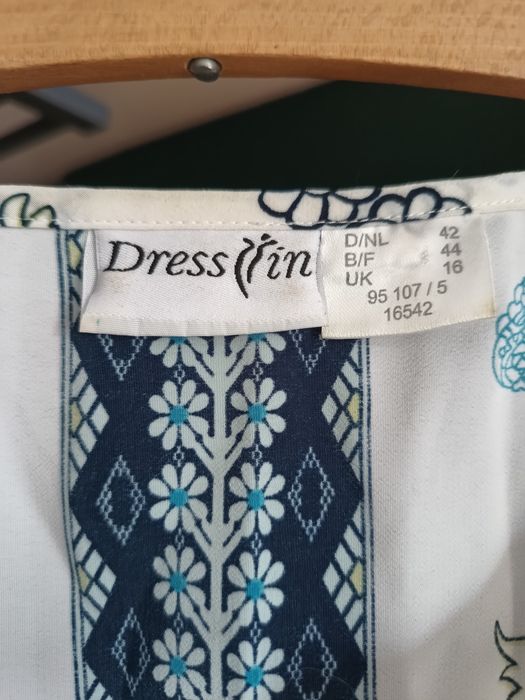 Dress in
D/NL 42
B/F 44
UK 16
95 107 / 5
16542